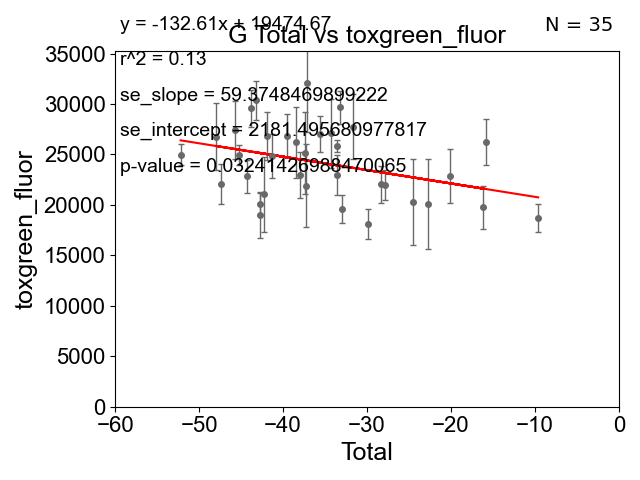 y = -132.61x + 19474.67
N = 35
G Total vs toxgreen_fluor
r^2 = 0.13
se_slope = 59.3748469899222
se_intercept = 2181.495680977817
p-value = 0.03241426988470065
toxgreen_fluor
35000
30000
25000
20000
15000
10000
5000
0
−60
−50
−40
−30
−20
−10
0
Total